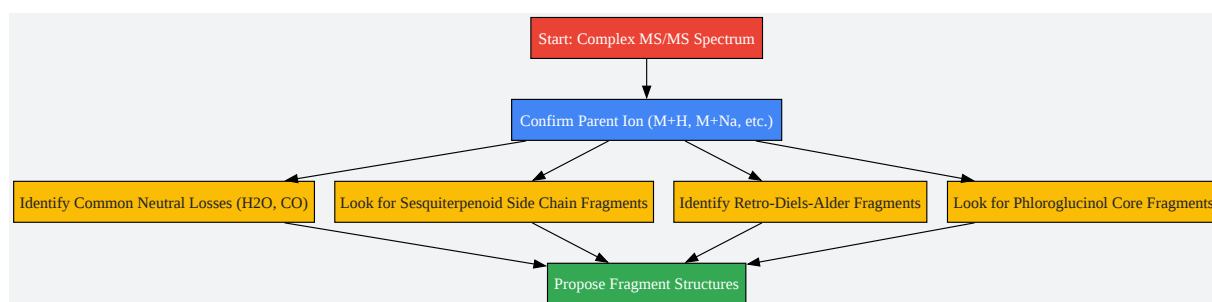 Start: Complex MS/MS Spectrum
Confirm Parent Ion (M+H, M+Na, etc.)
Identify Common Neutral Losses (H2O, CO)
Look for Sesquiterpenoid Side Chain Fragments
Identify Retro-Diels-Alder Fragments
Look for Phloroglucinol Core Fragments
Propose Fragment Structures